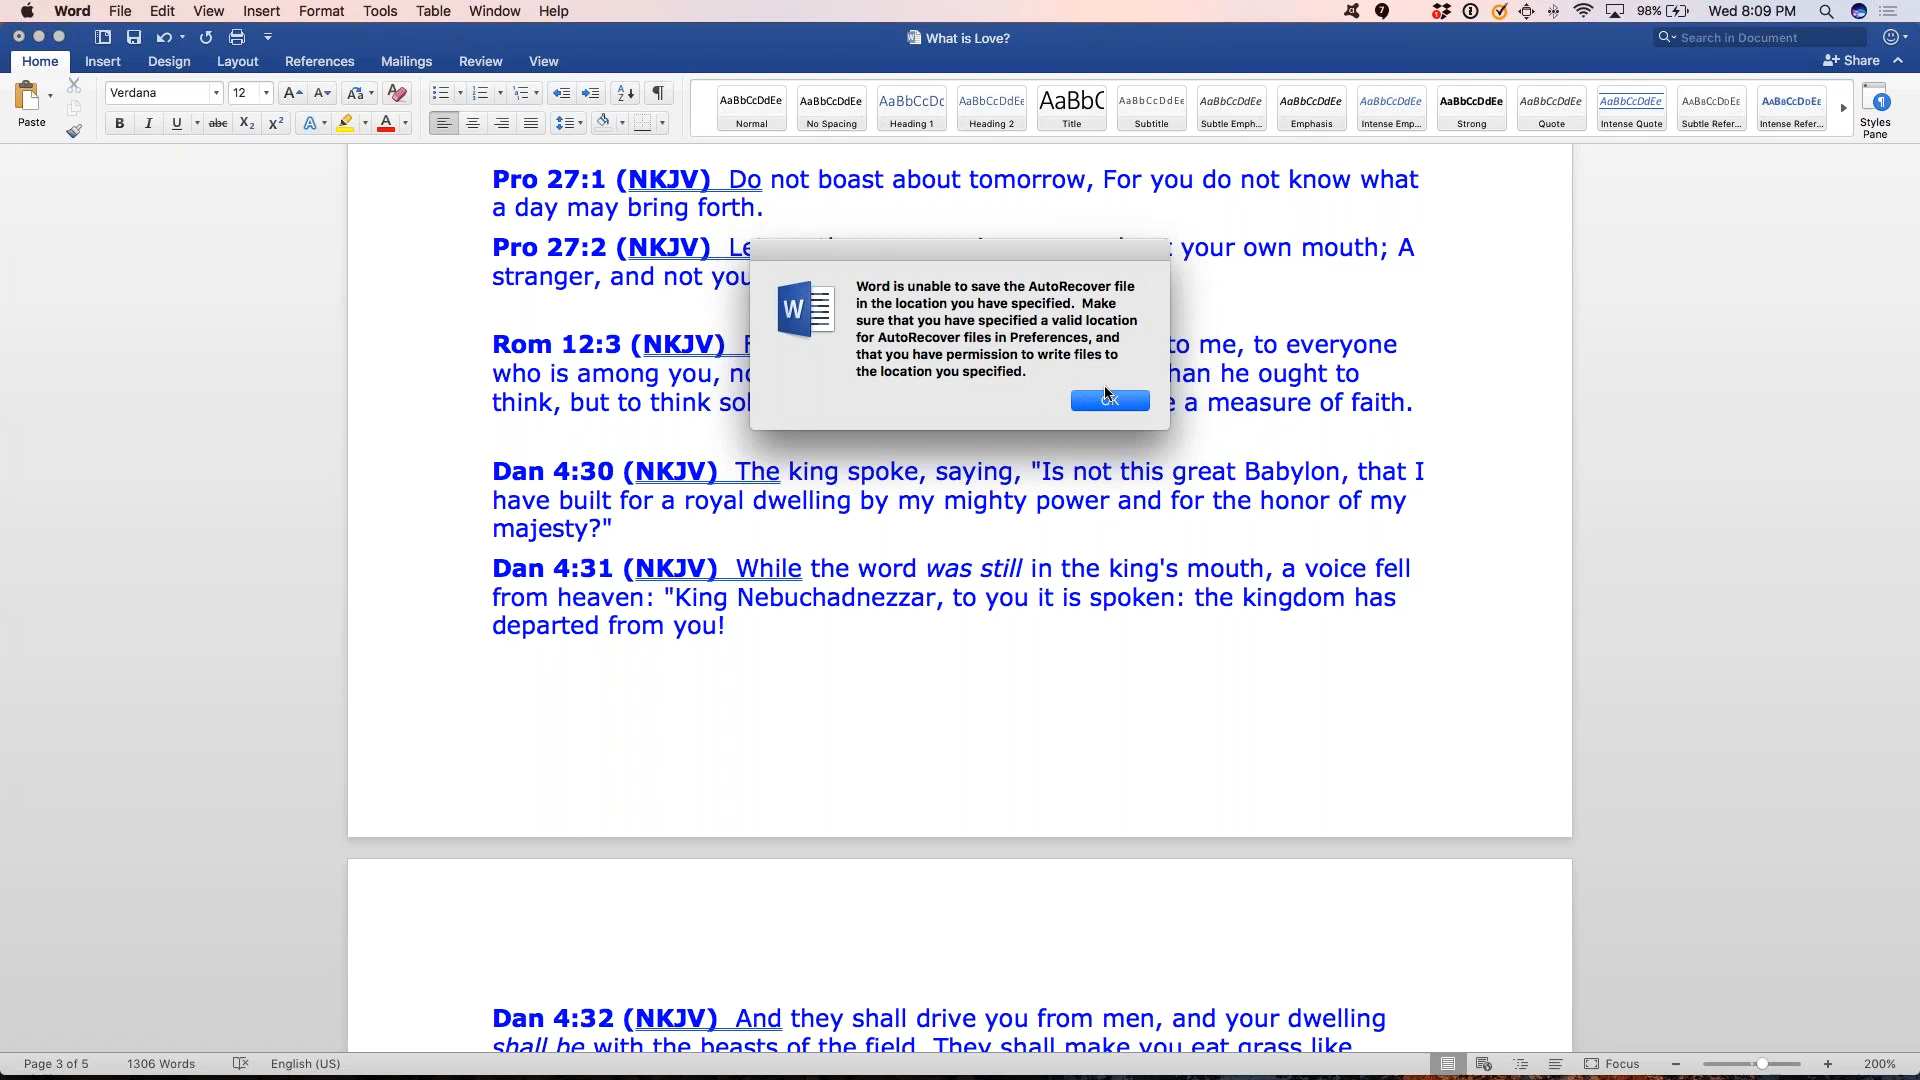 Word File Edit View Insert Format Tools Table Window Help
98% Wed 8:09 PM
What is Love?
Search in Document
Home Insert Design Layout References Mailings Review View
Share
Paste
Verdana 12
AaBbCcDdEe AaBbCcDdEe AaBbCcDc AaBbCcDdEe AaBbC AaBbCcDdEe AaBbCcDdEe AaBbCcDdEe AaBbCcDdEe AaBbCcDdEe AaBbCcDdEe AaBbCcDdEe AaBbCcDdEe AaBbCcDdEe
Normal No Spacing Heading 1 Heading 2 Title Subtitle Subtle Emph... Emphasis Intense Emp... Strong Quote Intense Quote Subtle Refer... Intense Refer...
Styles
Pane
Pro 27:1 (NKJV) Do not boast about tomorrow, For you do not know what
a day may bring forth.
Pro 27:2 (NKJV) your own mouth; A
stranger, and not
Rom 12:3 (NKJV) to me, to everyone
who is among you, ought to
think, but to think a measure of faith.
Word is unable to save the AutoRecover file
in the location you have specified. Make
sure that you have specified a valid location
for AutoRecover files in Preferences, and
that you have permission to write files to
the location you specified.
OK
Dan 4:30 (NKJV) The king spoke, saying, "Is not this great Babylon, that I
have built for a royal dwelling by my mighty power and for the honor of my
majesty?"
Dan 4:31 (NKJV) While the word was still in the king's mouth, a voice fell
from heaven: "King Nebuchadnezzar, to you it is spoken: the kingdom has
departed from you!
Dan 4:32 (NKJV) And they shall drive you from men, and your dwelling
shall be with the beasts of the field. They shall make you eat grass like
Page 3 of 5 1306 Words English (US) Focus 200%